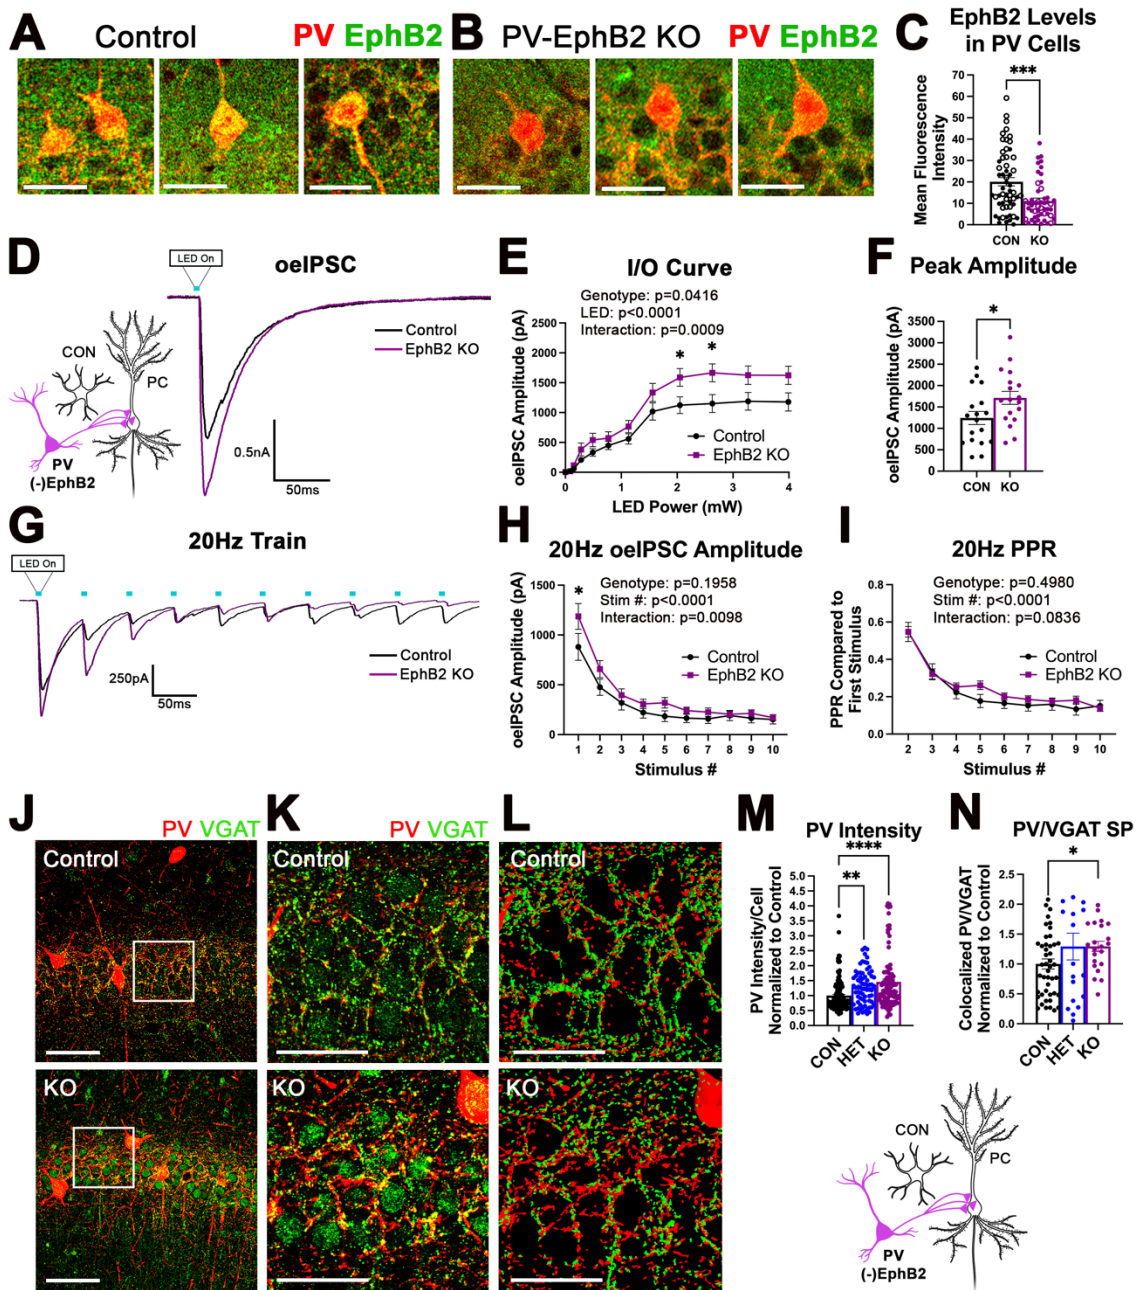 A Control PV EphB2
B PV-EphB2 KO PV EphB2
C EphB2 Levels
in PV Cells
***
Mean Fluorescence
Intensity
70
60
50
40
30
20
10
0
CON KO
D
LED On
oeIPSC
Control
EphB2 KO
CON
PC
PV
(-)EphB2
0.5nA
50ms
E I/O Curve
Genotype: p=0.0416
LED: p<0.0001
Interaction: p=0.0009
oeIPSC Amplitude (pA)
2500
2000
1500
1000
500
0
* *
Control
EphB2 KO
0 1 2 3 4
LED Power (mW)
F Peak Amplitude
*
oeIPSC Amplitude (pA)
3500
3000
2500
2000
1500
1000
500
0
CON KO
G 20Hz Train
LED On
Control
EphB2 KO
250pA
50ms
H 20Hz oeIPSC Amplitude
Genotype: p=0.1958
Stim #: p<0.0001
Interaction: p=0.0098
*
oeIPSC Amplitude (pA)
1500
1000
500
0
Control
EphB2 KO
1 2 3 4 5 6 7 8 9 10
Stimulus #
I 20Hz PPR
Genotype: p=0.4980
Stim #: p<0.0001
Interaction: p=0.0836
PPR Compared to
First Stimulus
0.8
0.6
0.4
0.2
0.0
Control
EphB2 KO
2 3 4 5 6 7 8 9 10
Stimulus #
J PV VGAT
Control
KO
K PV VGAT
Control
KO
L
Control
KO
M PV Intensity
****
**
PV Intensity/Cell
Normalized to Control
5.0
4.5
4.0
3.5
3.0
2.5
2.0
1.5
1.0
0.5
0.0
CON HET KO
N PV/VGAT SP
*
Colocalized PV/VGAT
Normalized to Control
2.5
2.0
1.5
1.0
0.5
0.0
CON HET KO
CON
PC
PV
(-)EphB2